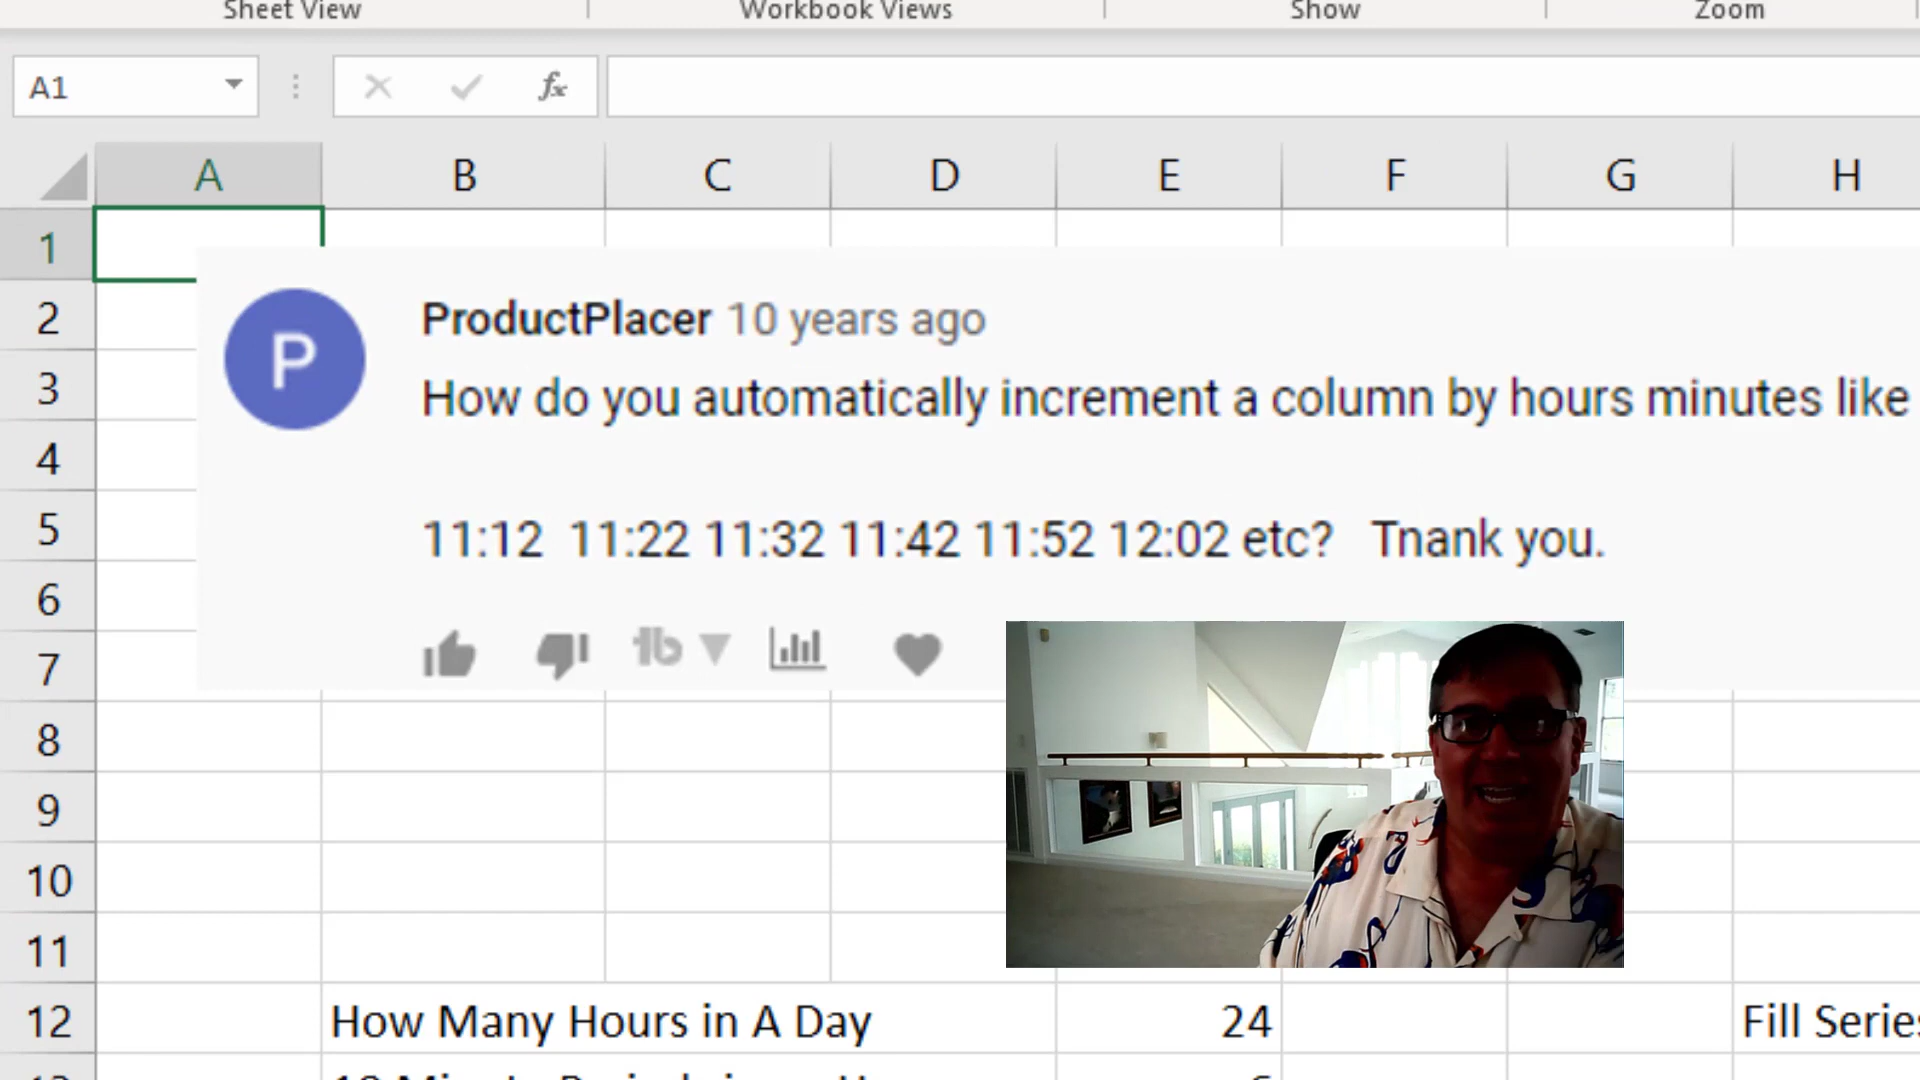 Sheet View Workbook Views Show Zoom
A1 fx
A B C D E F G H
1
2 ProductPlacer 10 years ago
3 How do you automatically increment a column by hours minutes like
4
5 11:12 11:22 11:32 11:42 11:52 12:02 etc? Tnank you.
6
7
8
9
10
11
12 How Many Hours in A Day 24 Fill Series
P